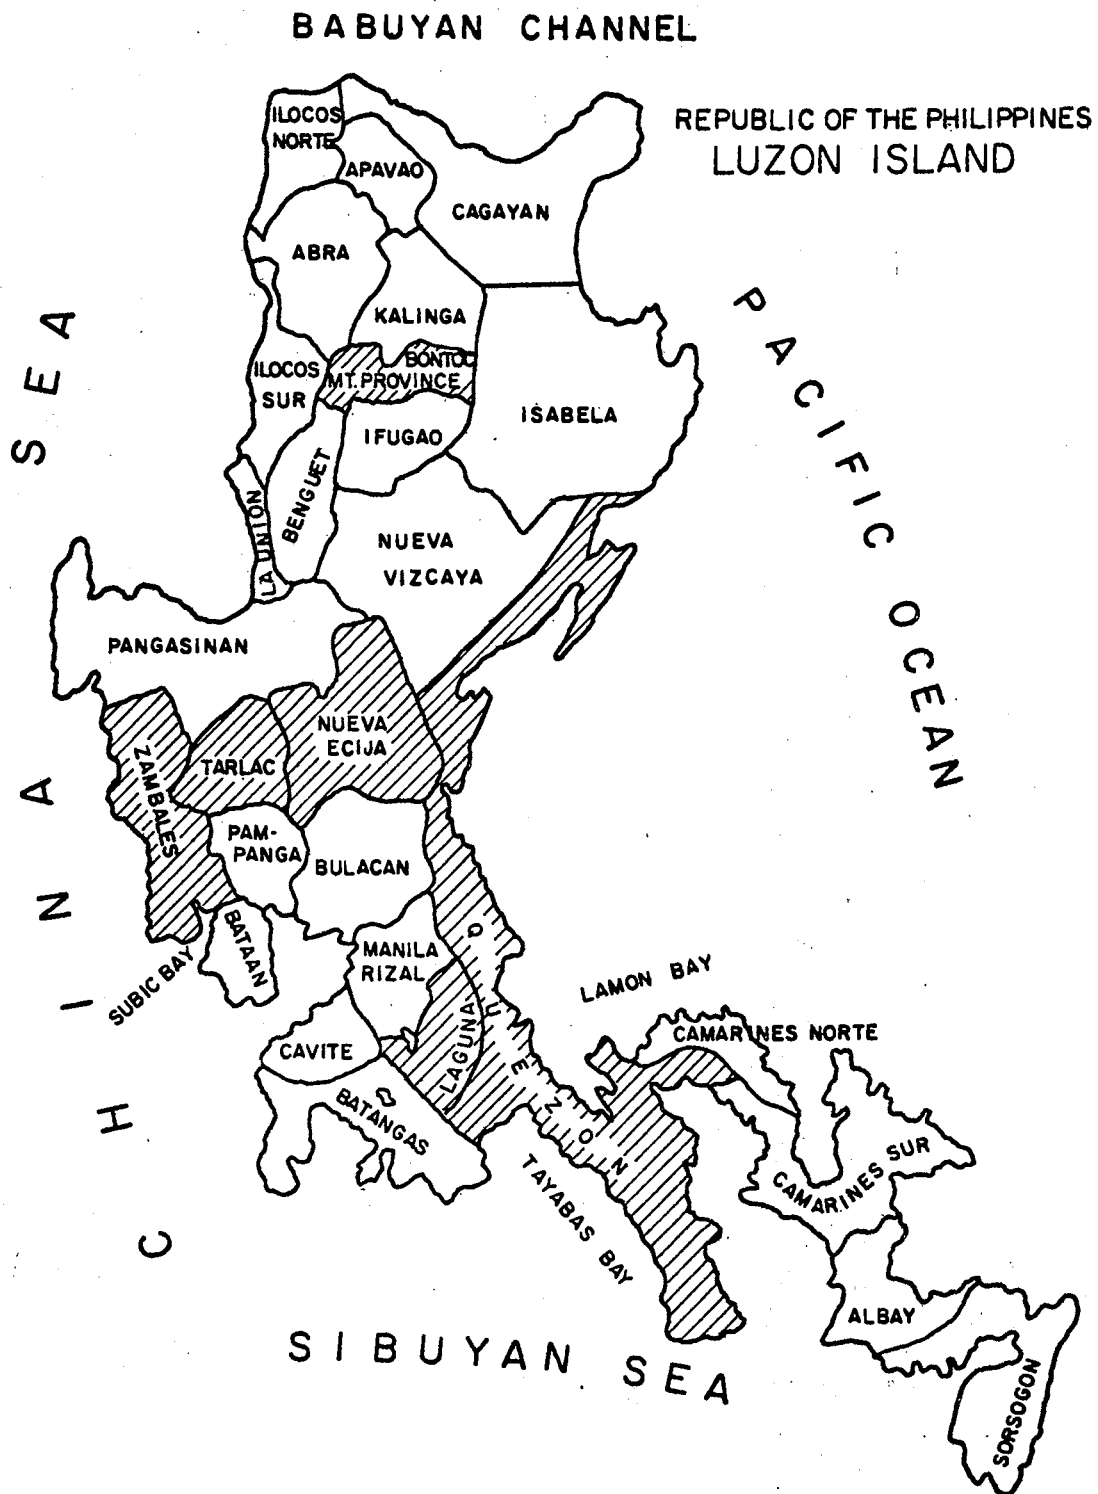 BABUYAN CHANNEL
REPUBLIC OF THE PHILIPPINES
LUZON ISLAND
ILOCOS
NORTE
APAVAO
CAGAYAN
ABRA
KALINGA
BONTOC
MT. PROVINCE
ILOCOS
SUR
IFUGAO
ISABELA
BENGUET
LA UNION
NUEVA
VIZCAYA
PANGASINAN
NUEVA
ECIJA
TARLAC
ZAMBALES
PAM-
PANGA
BULACAN
BATAAN
SUBIC BAY
MANILA
RIZAL
QUEZON
LAGUNA
CAVITE
BATANGAS
LAMON BAY
CAMARINES NORTE
CAMARINES SUR
TAYABAS BAY
ALBAY
SORSOGON
CHINA SEA
PACIFIC OCEAN
SIBUYAN SEA